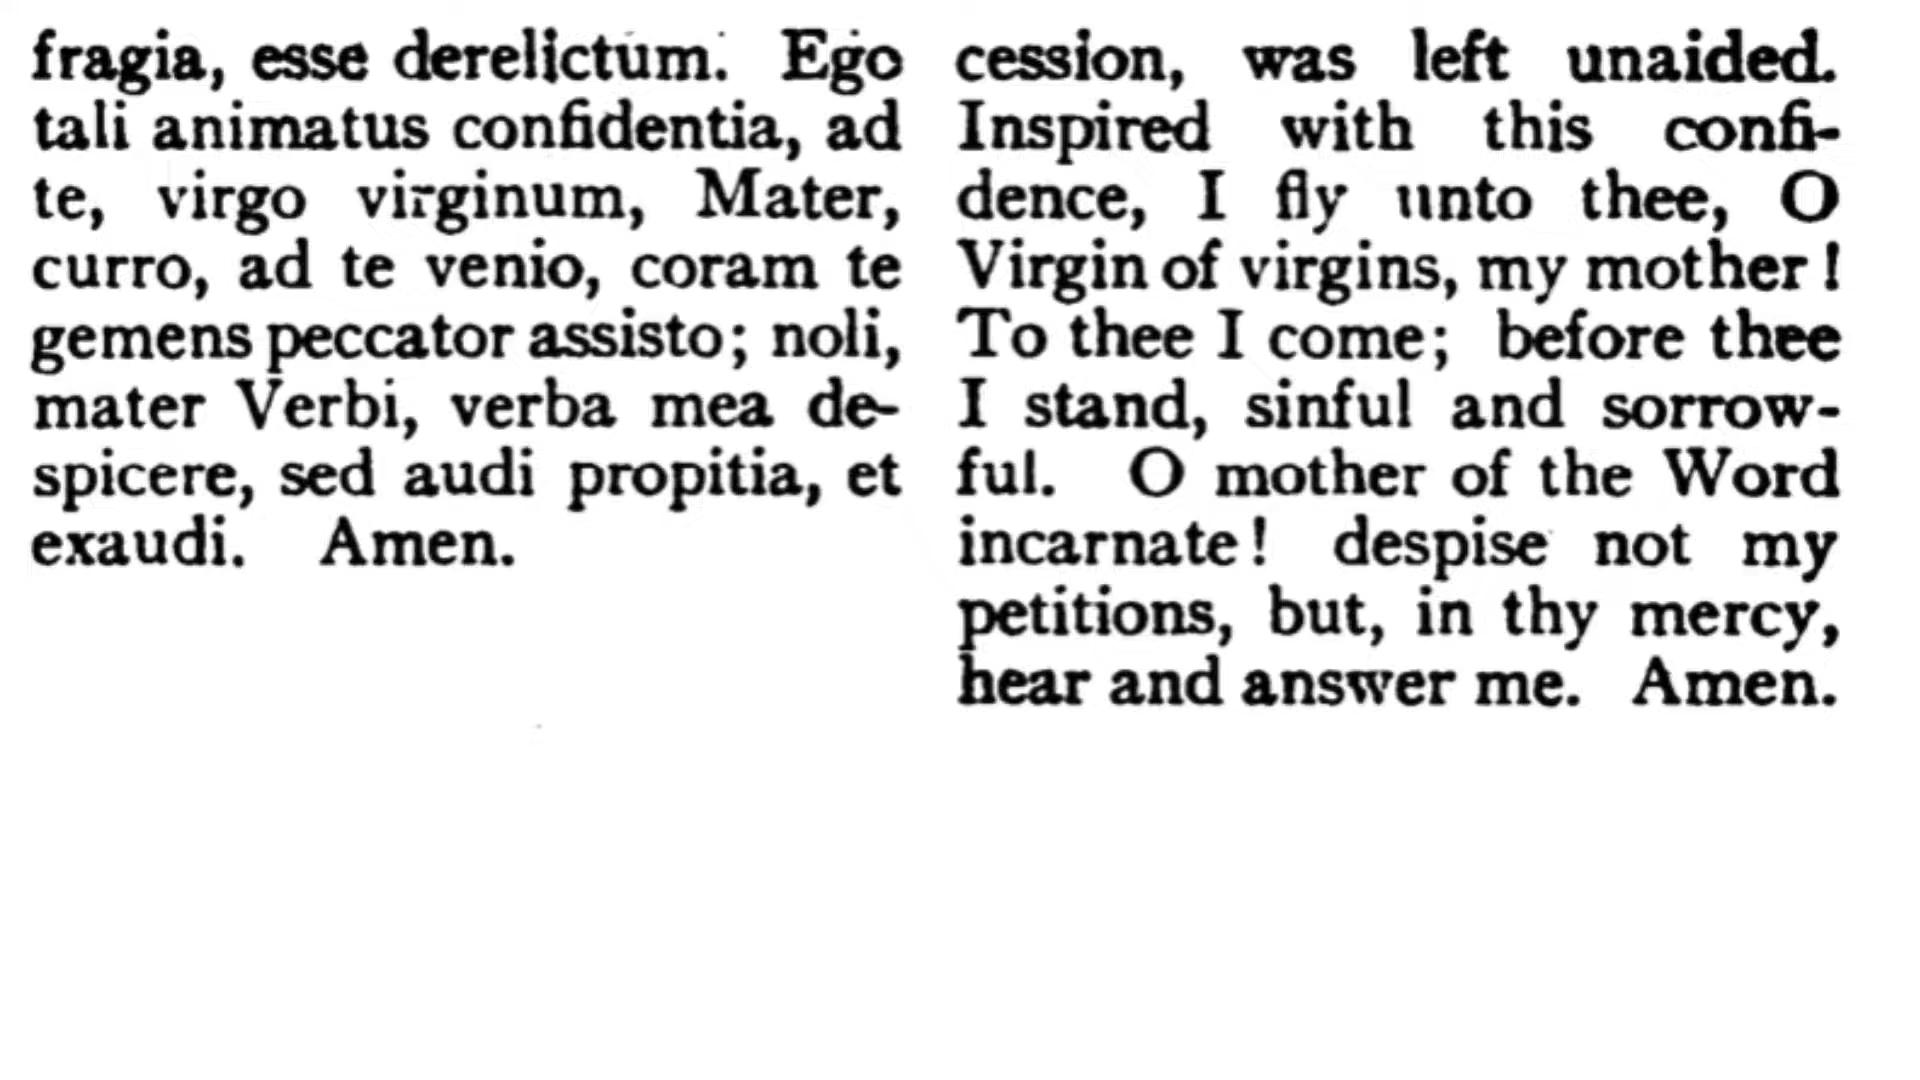 fragia, esse derelictum. Ego
tali animatus confidentia, ad
te, virgo virginum, Mater,
curro, ad te venio, coram te
gemens peccator assisto; noli,
mater Verbi, verba mea de-
spicere, sed audi propitia, et
exaudi. Amen.
cession, was left unaided.
Inspired with this confi-
dence, I fly unto thee, O
Virgin of virgins, my mother!
To thee I come; before thee
I stand, sinful and sorrow-
ful. O mother of the Word
incarnate! despise not my
petitions, but, in thy mercy,
hear and answer me. Amen.